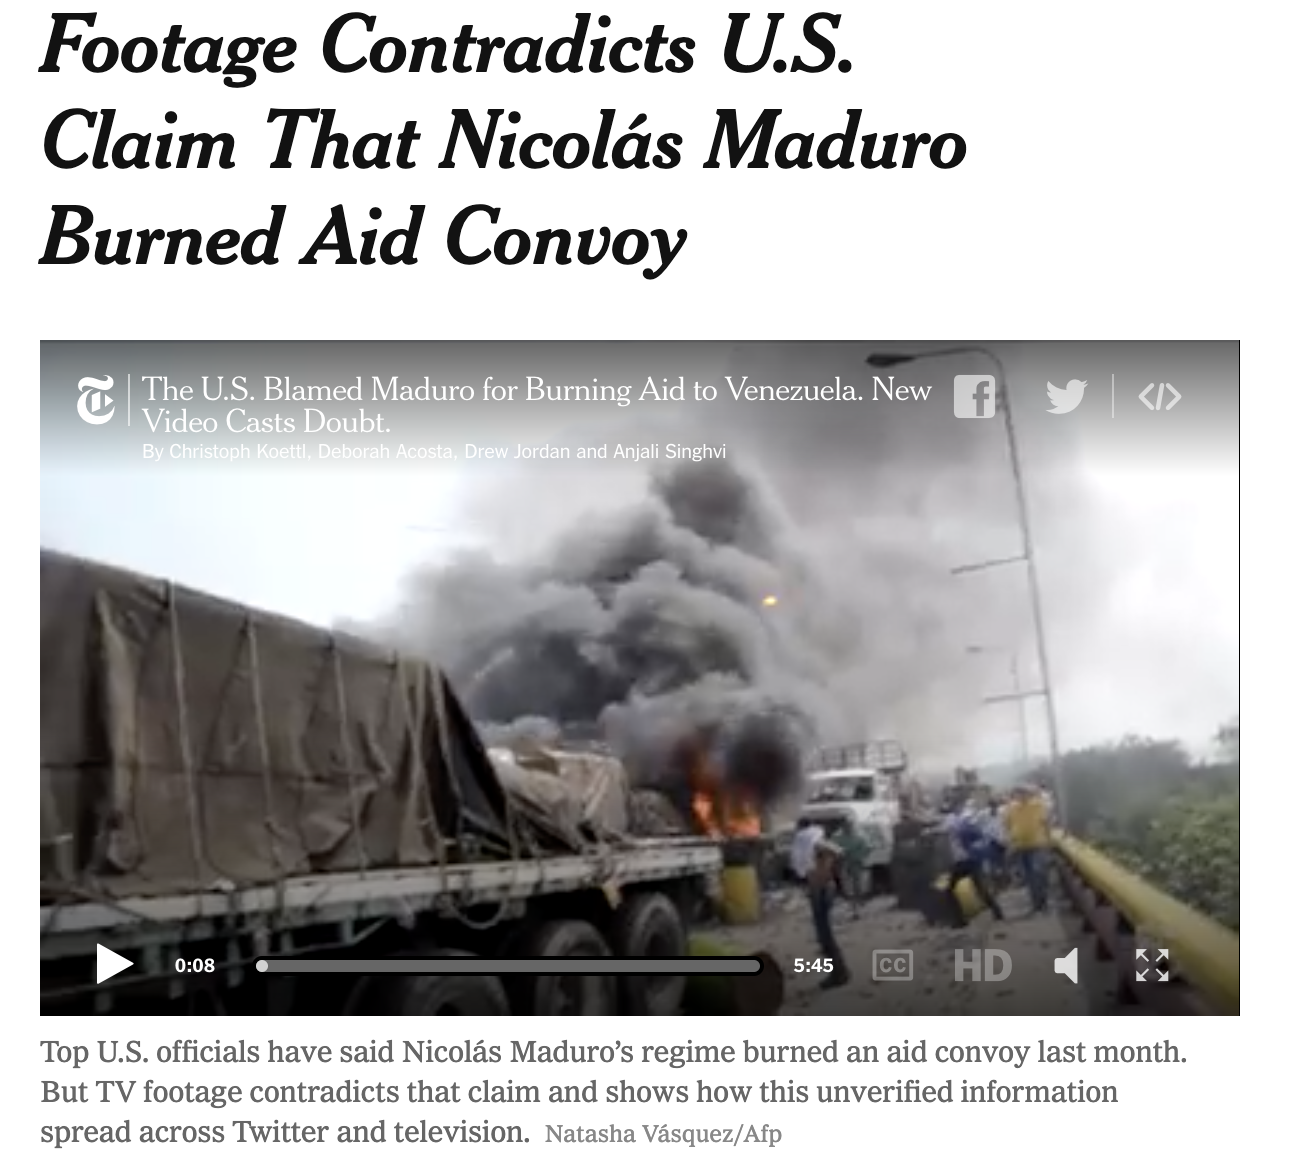 Footage Contradicts U.S.
Claim That Nicolás Maduro
Burned Aid Convoy
The U.S. Blamed Maduro for Burning Aid to Venezuela. New
Video Casts Doubt.
By Christoph Koettl, Deborah Acosta, Drew Jordan and Anjali Singhvi
0:08 5:45 CC HD
Top U.S. officials have said Nicolás Maduro’s regime burned an aid convoy last month.
But TV footage contradicts that claim and shows how this unverified information
spread across Twitter and television. Natasha Vásquez/Afp